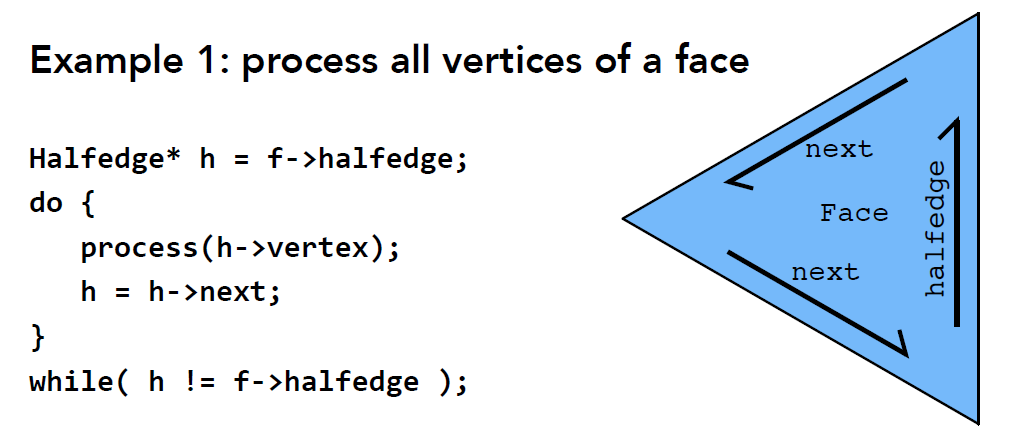 Example 1: process all vertices of a face
Halfedge* h = f->halfedge;
do {
   process(h->vertex);
   h = h->next;
}
while( h != f->halfedge );
next
Face
next
halfedge